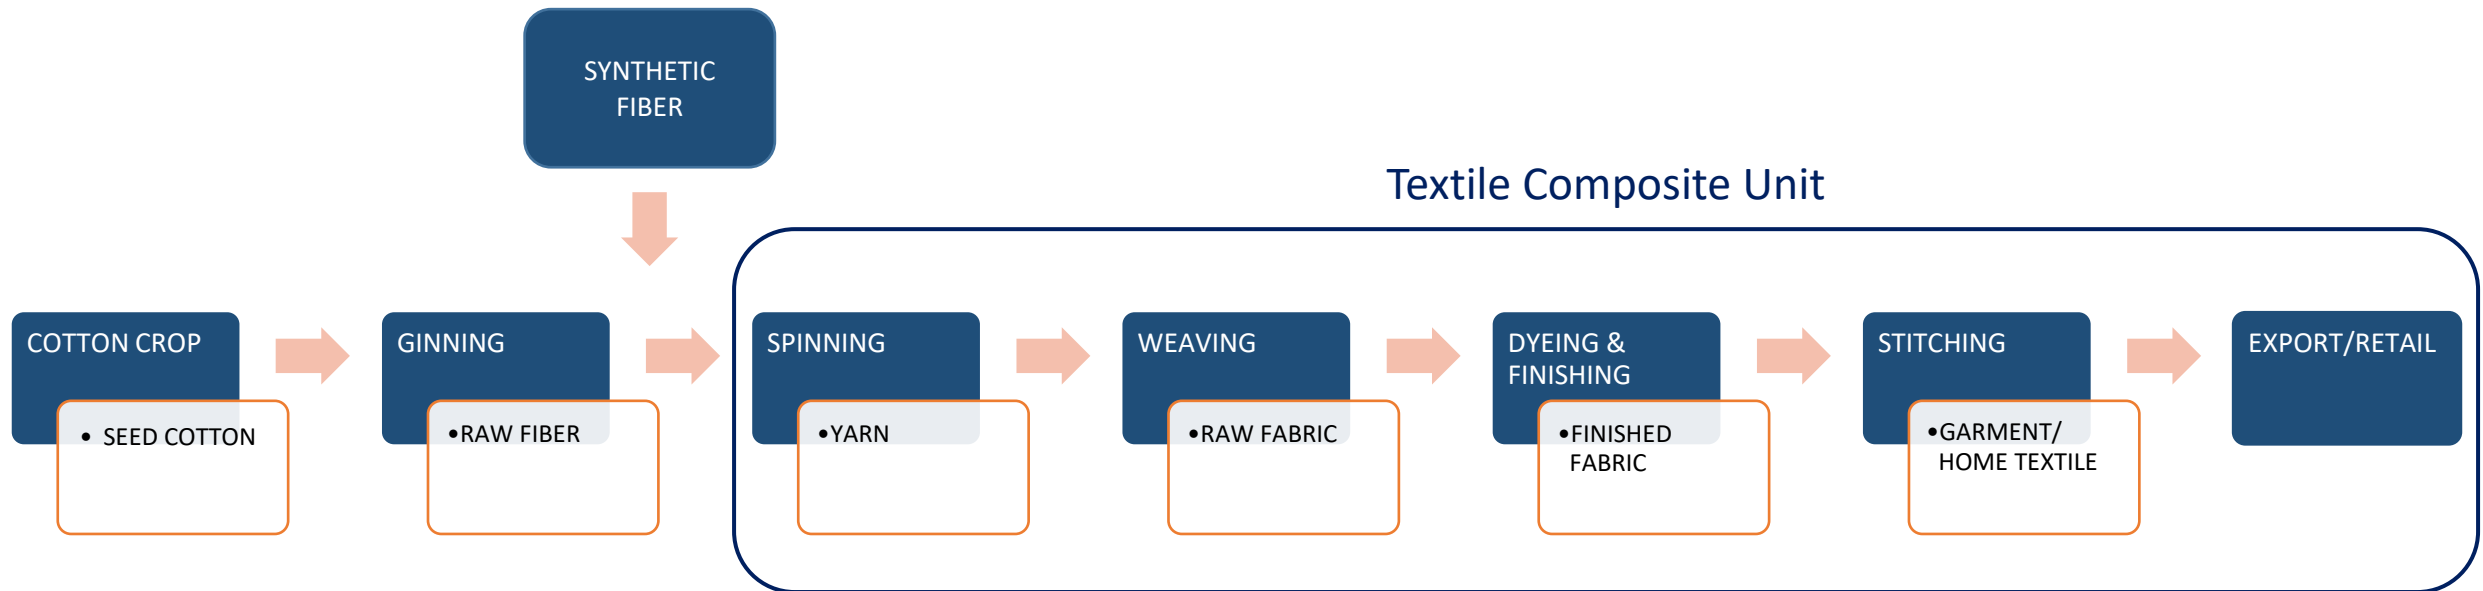 SYNTHETIC
FIBER
Textile Composite Unit
COTTON CROP
• SEED COTTON
GINNING
•RAW FIBER
SPINNING
•YARN
WEAVING
•RAW FABRIC
DYEING &
FINISHING
•FINISHED
FABRIC
STITCHING
•GARMENT/
HOME TEXTILE
EXPORT/RETAIL